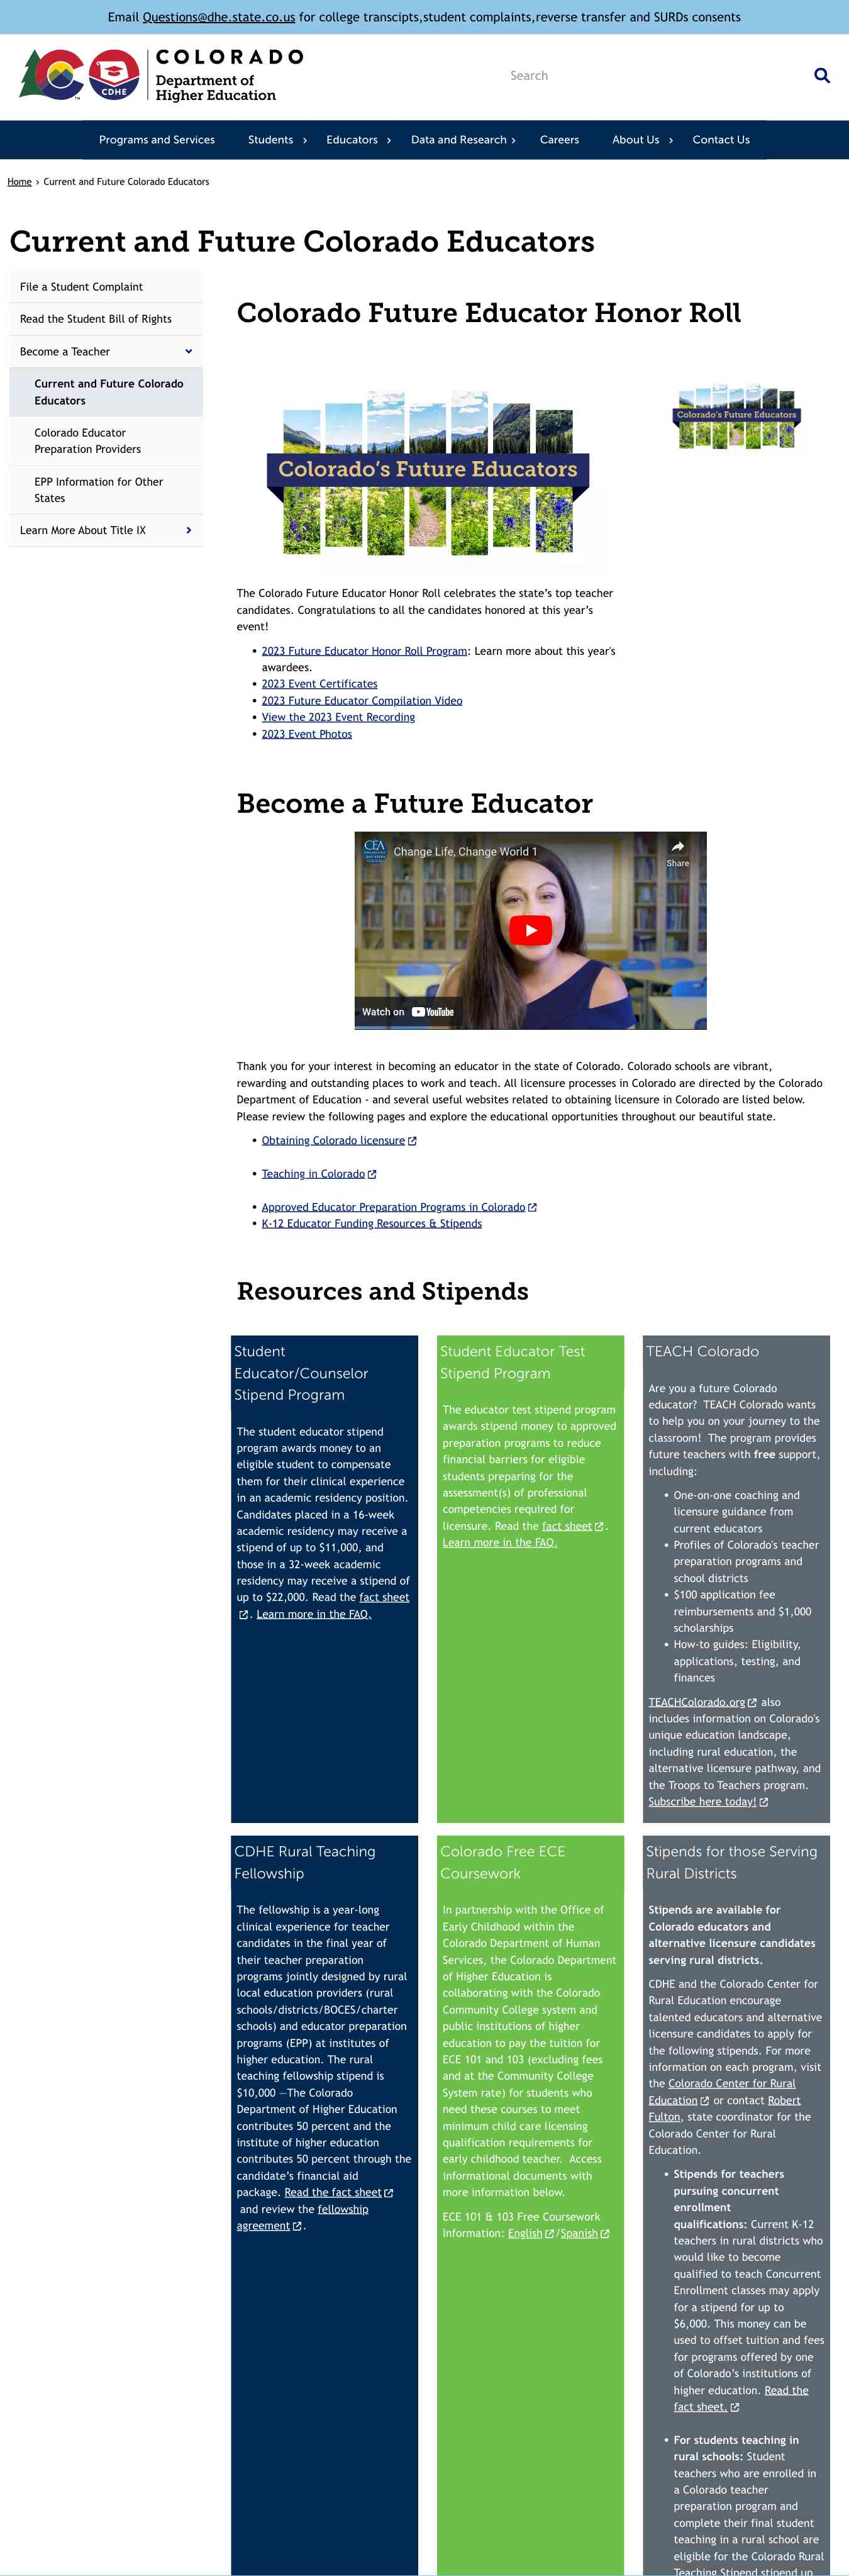 Email Questions@dhe.state.co.us for college transcipts,student complaints,reverse transfer and SURDs consents
COLORADO
Department of
Higher Education
CDHE
TM
Search
Programs and Services
Students
Educators
Data and Research
Careers
About Us
Contact Us
Home › Current and Future Colorado Educators
Current and Future Colorado Educators
File a Student Complaint
Read the Student Bill of Rights
Become a Teacher
Current and Future Colorado
Educators
Colorado Educator
Preparation Providers
EPP Information for Other
States
Learn More About Title IX
Colorado Future Educator Honor Roll
Colorado's Future Educators
Colorado's Future Educators
The Colorado Future Educator Honor Roll celebrates the state’s top teacher
candidates. Congratulations to all the candidates honored at this year’s
event!
• 2023 Future Educator Honor Roll Program: Learn more about this year's
awardees.
• 2023 Event Certificates
• 2023 Future Educator Compilation Video
• View the 2023 Event Recording
• 2023 Event Photos
Become a Future Educator
CEA
Change Life, Change World 1
Share
Watch on YouTube
Thank you for your interest in becoming an educator in the state of Colorado. Colorado schools are vibrant,
rewarding and outstanding places to work and teach. All licensure processes in Colorado are directed by the Colorado
Department of Education - and several useful websites related to obtaining licensure in Colorado are listed below.
Please review the following pages and explore the educational opportunities throughout our beautiful state.
• Obtaining Colorado licensure
• Teaching in Colorado
• Approved Educator Preparation Programs in Colorado
• K-12 Educator Funding Resources & Stipends
Resources and Stipends
Student
Educator/Counselor
Stipend Program
The student educator stipend
program awards money to an
eligible student to compensate
them for their clinical experience
in an academic residency position.
Candidates placed in a 16-week
academic residency may receive a
stipend of up to $11,000, and
those in a 32-week academic
residency may receive a stipend of
up to $22,000. Read the fact sheet
. Learn more in the FAQ.
Student Educator Test
Stipend Program
The educator test stipend program
awards stipend money to approved
preparation programs to reduce
financial barriers for eligible
students preparing for the
assessment(s) of professional
competencies required for
licensure. Read the fact sheet .
Learn more in the FAQ.
TEACH Colorado
Are you a future Colorado
educator? TEACH Colorado wants
to help you on your journey to the
classroom! The program provides
future teachers with free support,
including:
• One-on-one coaching and
licensure guidance from
current educators
• Profiles of Colorado's teacher
preparation programs and
school districts
• $100 application fee
reimbursements and $1,000
scholarships
• How-to guides: Eligibility,
applications, testing, and
finances
TEACHColorado.org also
includes information on Colorado's
unique education landscape,
including rural education, the
alternative licensure pathway, and
the Troops to Teachers program.
Subscribe here today!
CDHE Rural Teaching
Fellowship
The fellowship is a year-long
clinical experience for teacher
candidates in the final year of
their teacher preparation
programs jointly designed by rural
local education providers (rural
schools/districts/BOCES/charter
schools) and educator preparation
programs (EPP) at institutes of
higher education. The rural
teaching fellowship stipend is
$10,000 —The Colorado
Department of Higher Education
contributes 50 percent and the
institute of higher education
contributes 50 percent through the
candidate’s financial aid
package. Read the fact sheet
and review the fellowship
agreement .
Colorado Free ECE
Coursework
In partnership with the Office of
Early Childhood within the
Colorado Department of Human
Services, the Colorado Department
of Higher Education is
collaborating with the Colorado
Community College system and
public institutions of higher
education to pay the tuition for
ECE 101 and 103 (excluding fees
and at the Community College
System rate) for students who
need these courses to meet
minimum child care licensing
qualification requirements for
early childhood teacher. Access
informational documents with
more information below.
ECE 101 & 103 Free Coursework
Information: English /Spanish
Stipends for those Serving
Rural Districts
Stipends are available for
Colorado educators and
alternative licensure candidates
serving rural districts.
CDHE and the Colorado Center for
Rural Education encourage
talented educators and alternative
licensure candidates to apply for
the following stipends. For more
information on each program, visit
the Colorado Center for Rural
Education or contact Robert
Fulton, state coordinator for the
Colorado Center for Rural
Education.
• Stipends for teachers
pursuing concurrent
enrollment
qualifications: Current K-12
teachers in rural districts who
would like to become
qualified to teach Concurrent
Enrollment classes may apply
for a stipend for up to
$6,000. This money can be
used to offset tuition and fees
for programs offered by one
of Colorado’s institutions of
higher education. Read the
fact sheet.
• For students teaching in
rural schools: Student
teachers who are enrolled in
a Colorado teacher
preparation program and
complete their final student
teaching in a rural school are
eligible for the Colorado Rural
Teaching Stipend stipend up